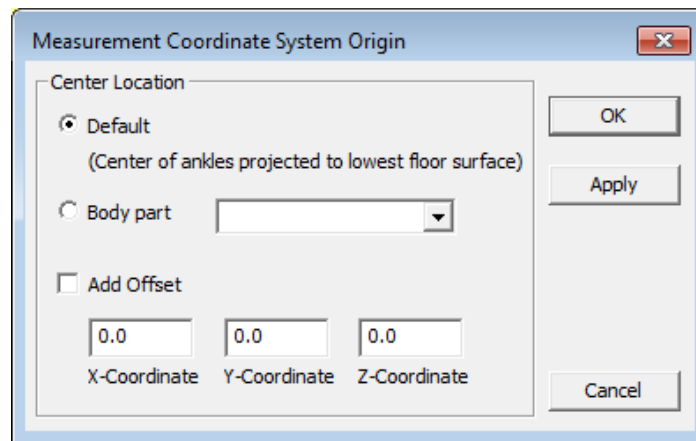 Measurement Coordinate System Origin
Center Location
Default
(Center of ankles projected to lowest floor surface)
Body part
Add Offset
0.0 0.0 0.0
X-Coordinate Y-Coordinate Z-Coordinate
OK
Apply
Cancel